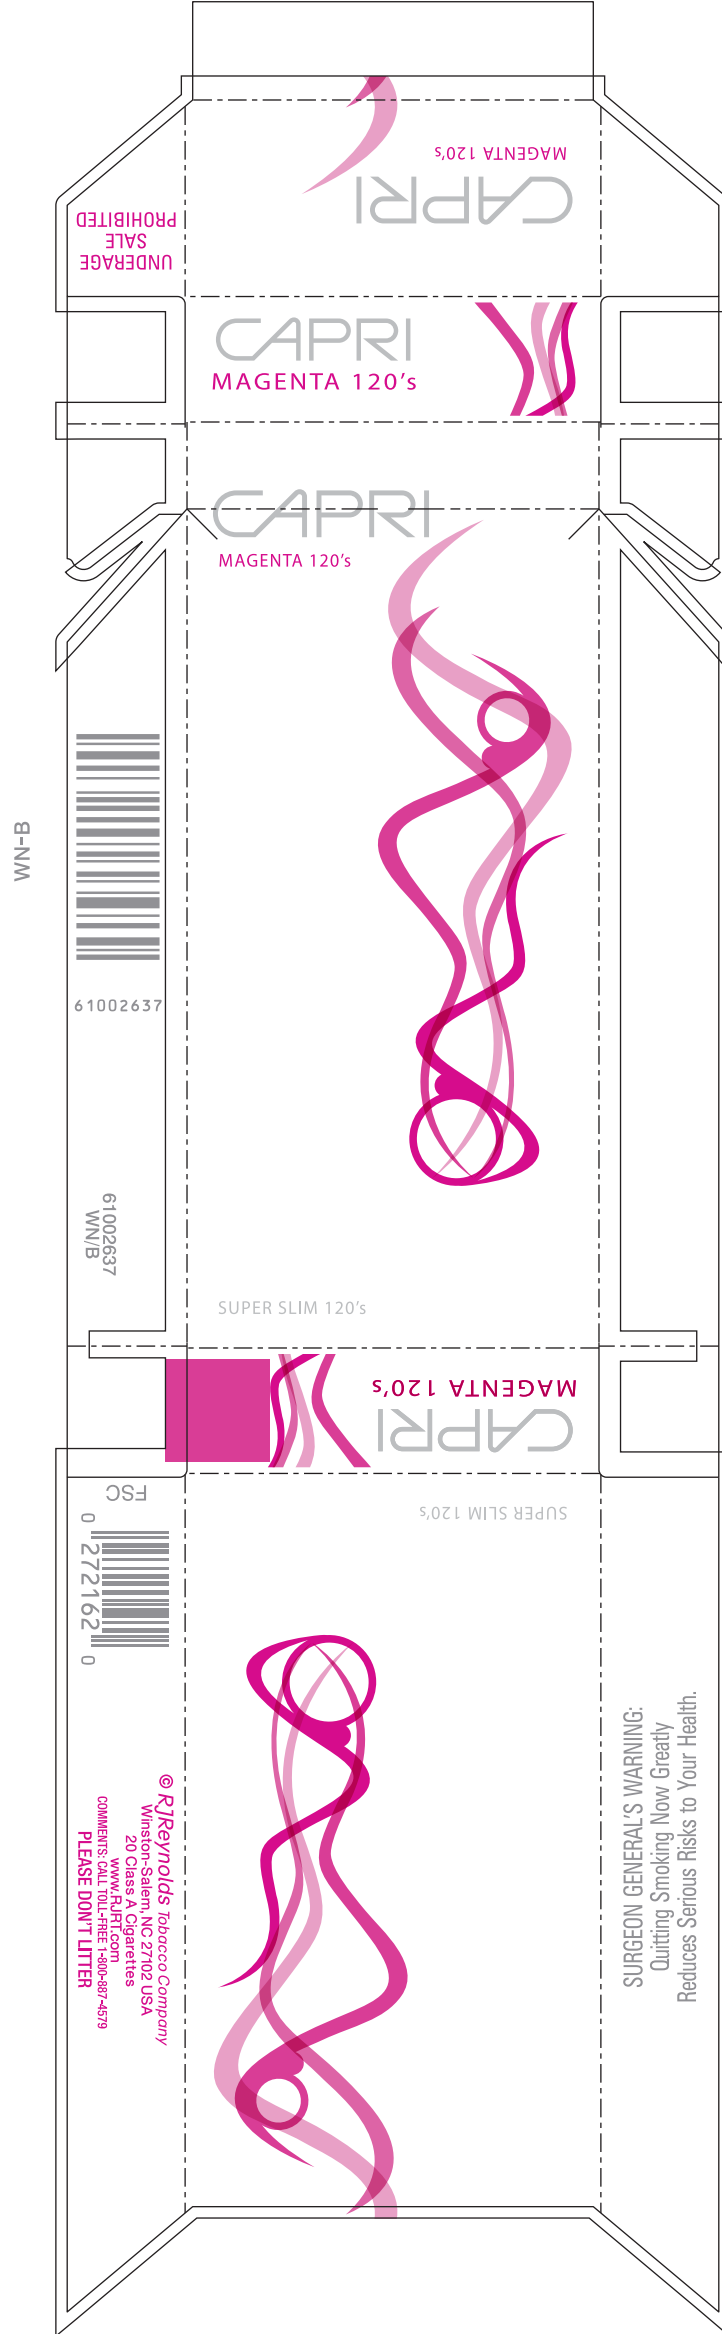 MAGENTA 120's
CAPRI
UNDERAGE
SALE
PROHIBITED
CAPRI
MAGENTA 120's
CAPRI
MAGENTA 120's
WN-B
61002637
61002637
WN/B
SUPER SLIM 120's
MAGENTA 120's
CAPRI
FSC
SUPER SLIM 120's
0 272162 0
© RJReynolds Tobacco Company
Winston-Salem, NC 27102 USA
20 Class A Cigarettes
www.RJRT.com
COMMENTS: CALL TOLL-FREE 1-800-887-4579
PLEASE DON'T LITTER
SURGEON GENERAL'S WARNING:
Quitting Smoking Now Greatly
Reduces Serious Risks to Your Health.